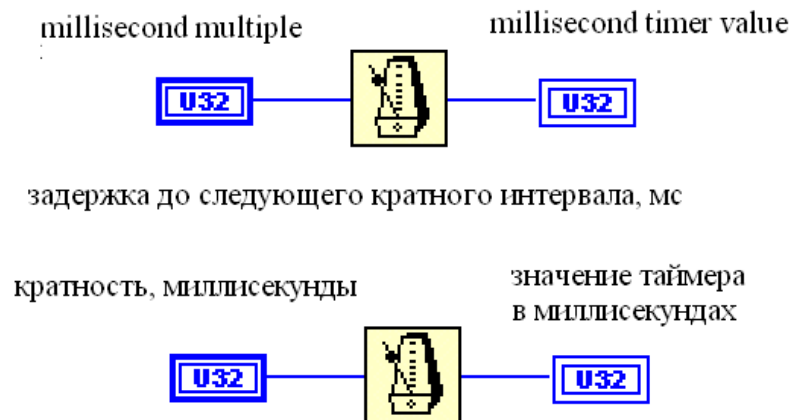 millisecond multiple
millisecond timer value
U32
U32
задержка до следующего кратного интервала, мс
кратность, миллисекунды
значение таймера
в миллисекундах
U32
U32